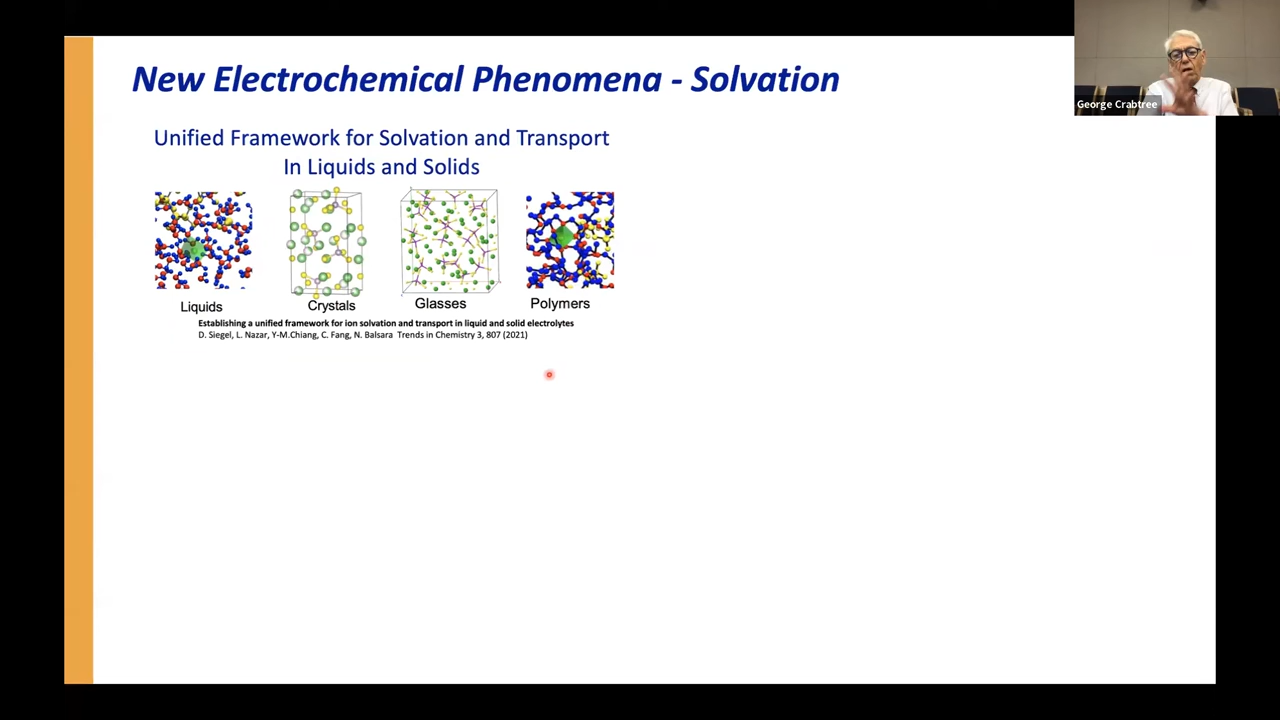 New Electrochemical Phenomena - Solvation
George Crabtree
Unified Framework for Solvation and Transport
In Liquids and Solids
Liquids
Crystals
Glasses
Polymers
Establishing a unified framework for ion solvation and transport in liquid and solid electrolytes
D. Siegel, L. Nazar, Y-M.Chiang, C. Fang, N. Balsara Trends in Chemistry 3, 807 (2021)